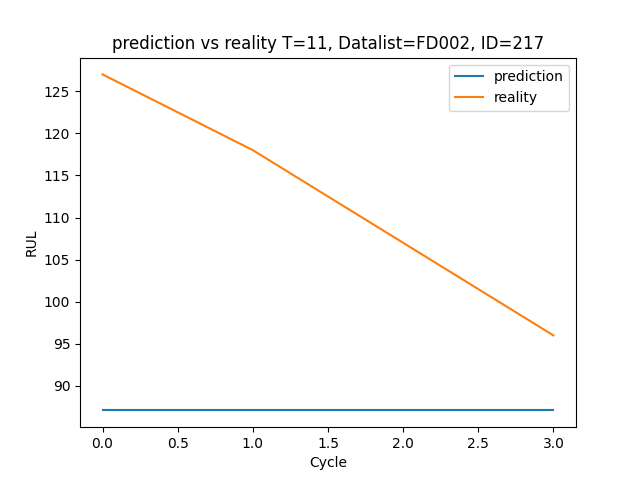 prediction vs reality T=11, Datalist=FD002, ID=217
prediction
reality
125
120
115
110
105
100
95
90
RUL
0.0 0.5 1.0 1.5 2.0 2.5 3.0
Cycle